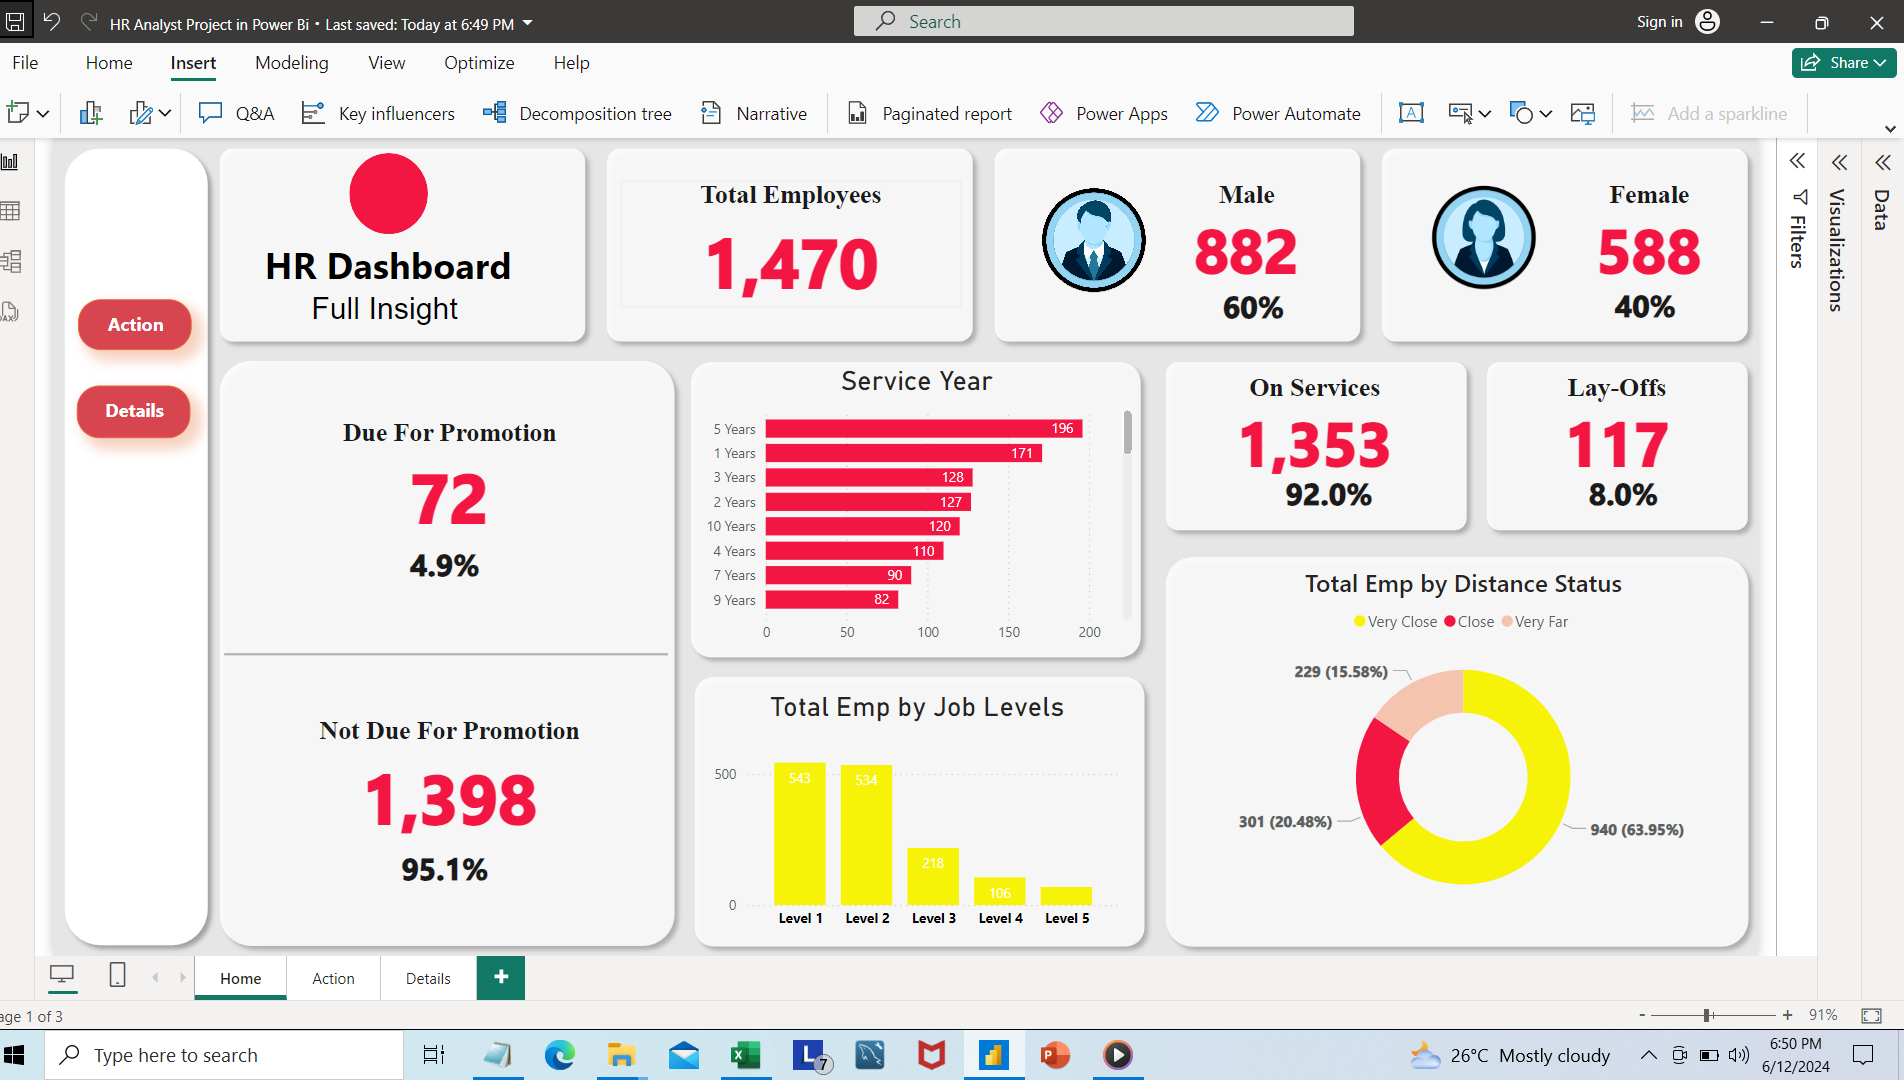 HR Analyst Project in Power Bi • Last saved: Today at 6:49 PM
Search
Sign in
File Home Insert Modeling View Optimize Help
Share
Q&A Key influencers Decomposition tree Narrative Paginated report Power Apps Power Automate Add a sparkline
HR Dashboard
Full Insight
Total Employees
1,470
Male
882
60%
Female
588
40%
Filters
Visualizations
Data
Action
Details
Due For Promotion
72
4.9%
Not Due For Promotion
1,398
95.1%
Service Year
5 Years 196
1 Years 171
3 Years 128
2 Years 127
10 Years 120
4 Years 110
7 Years 90
9 Years 82
0 50 100 150 200
On Services
1,353
92.0%
Lay-Offs
117
8.0%
Total Emp by Job Levels
500
0
543 534 218 106
Level 1 Level 2 Level 3 Level 4 Level 5
Total Emp by Distance Status
Very Close Close Very Far
229 (15.58%)
301 (20.48%)
940 (63.95%)
Home Action Details +
age 1 of 3
- + 91%
Type here to search
7
26°C Mostly cloudy
6:50 PM
6/12/2024